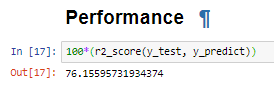 Performance ¶
In [17]: 100*(r2_score(y_test, y_predict))
Out[17]: 76.15595731934374